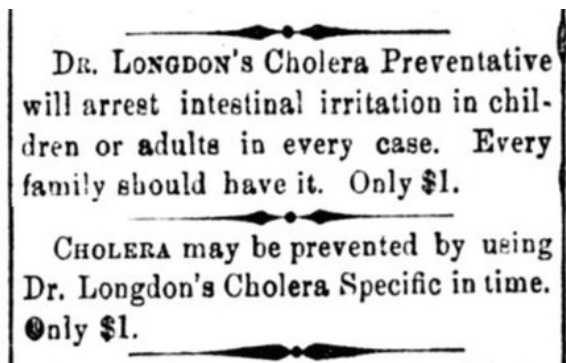 DR. LONGDON'S Cholera Preventative
will arrest intestinal irritation in chil-
dren or adults in every case. Every
family should have it. Only $1.
CHOLERA may be prevented by using
Dr. Longdon's Cholera Specific in time.
Only $1.